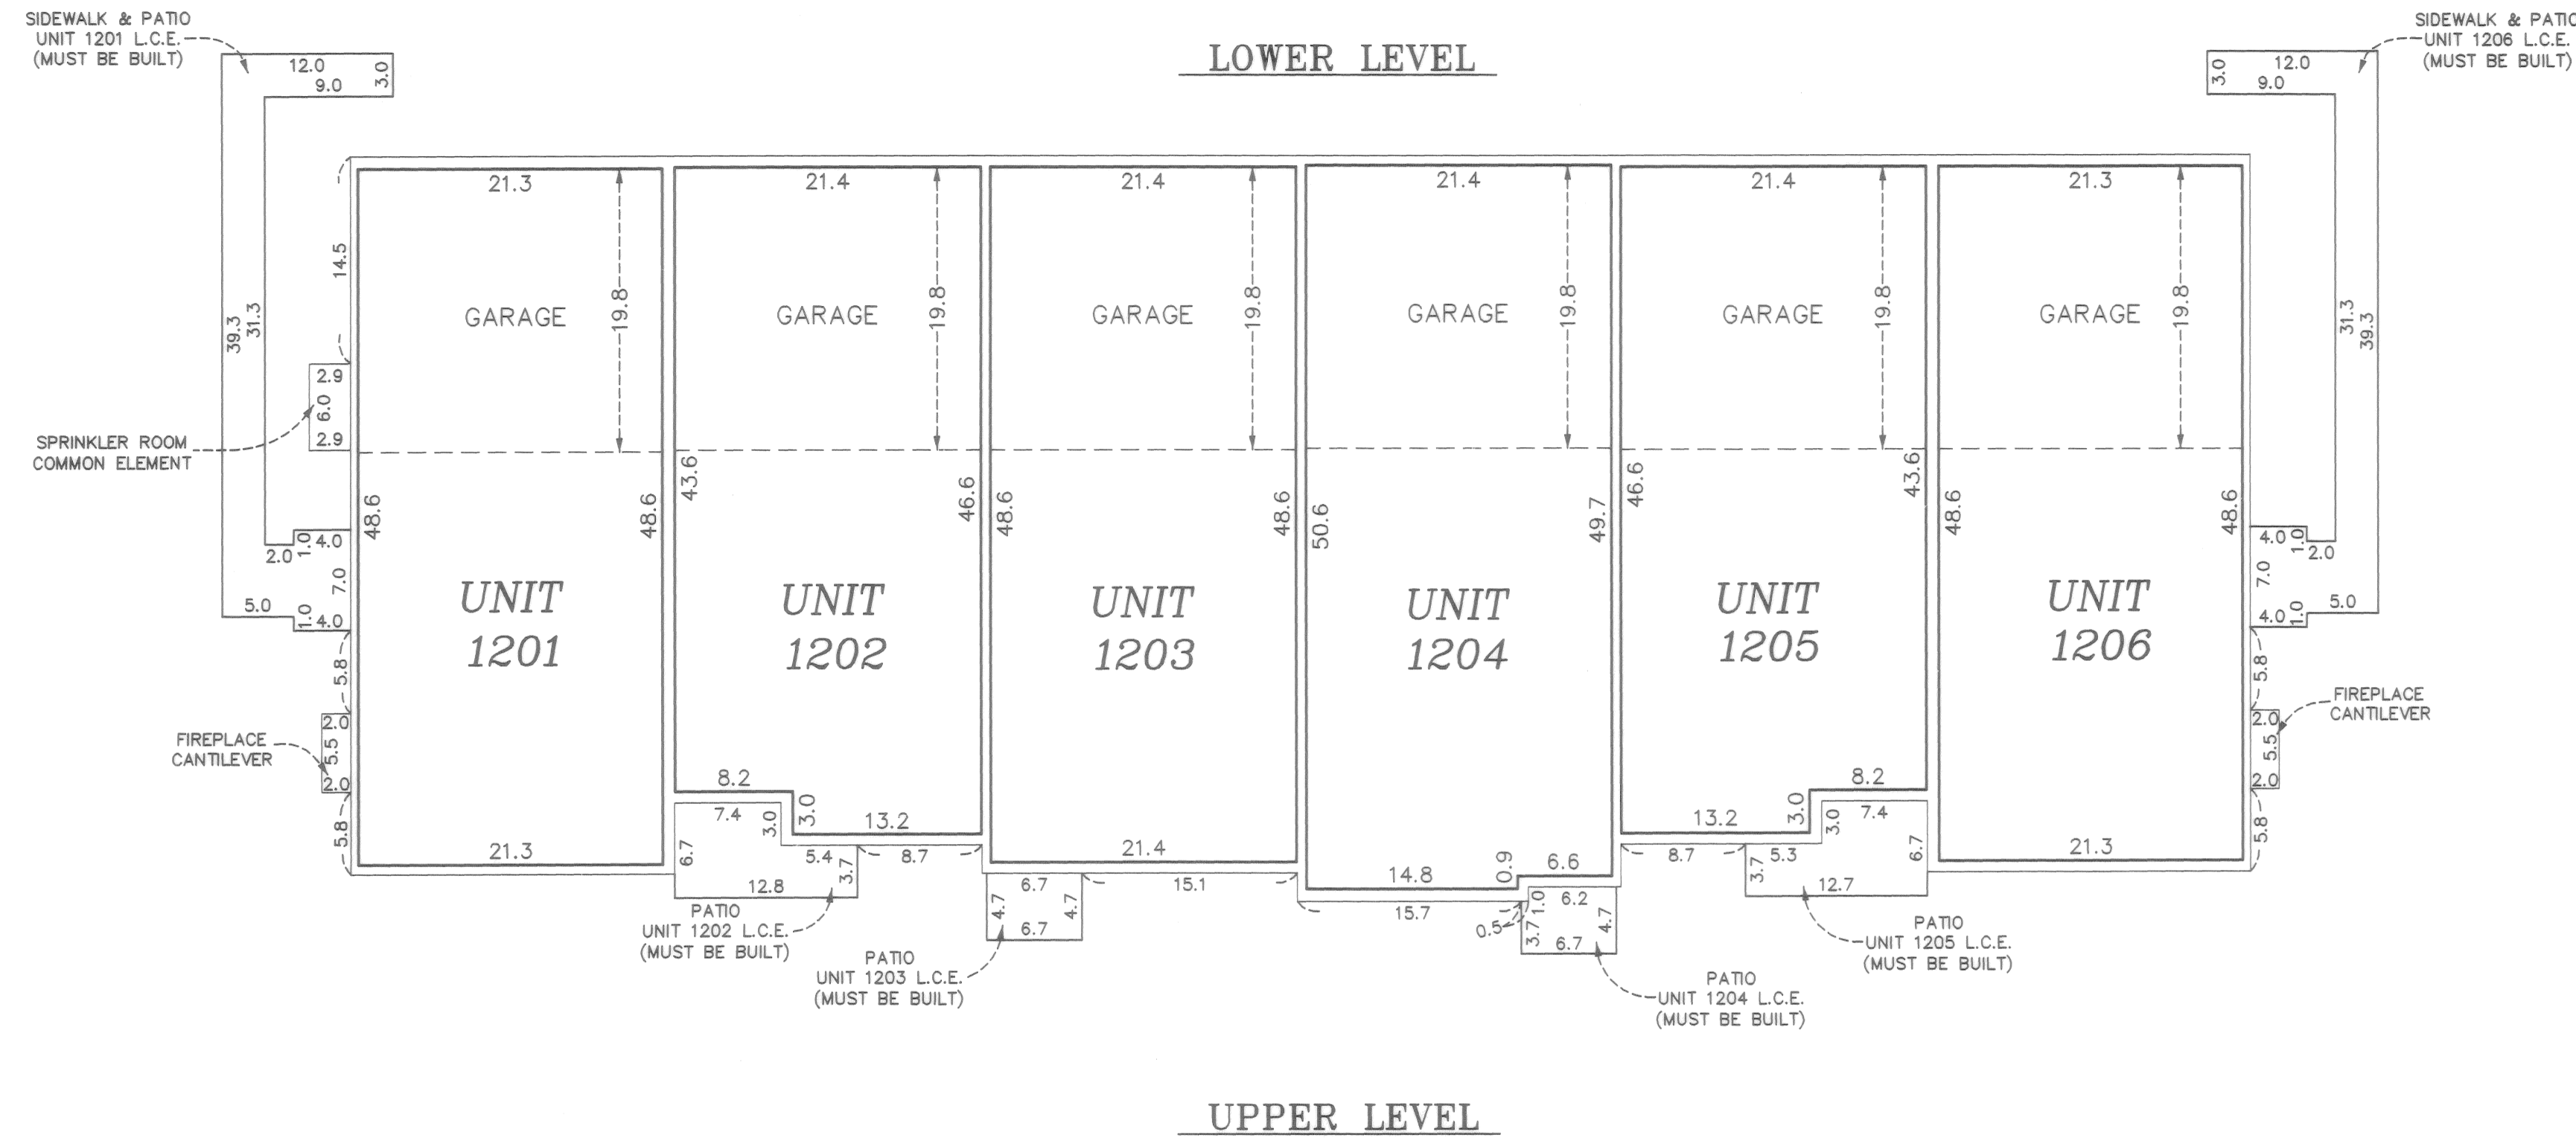 LOWER LEVEL
SIDEWALK & PATIO
UNIT 1201 L.C.E.
(MUST BE BUILT)
12.0
9.0
3.0
39.3
31.3
2.0
1.0
4.0
7.0
5.0
1.0
4.0
14.5
2.9
6.0
2.9
SPRINKLER ROOM
COMMON ELEMENT
5.8
2.0
5.5
2.0
5.8
FIREPLACE
CANTILEVER
21.3
GARAGE
19.8
48.6
48.6
UNIT
1201
21.3
21.4
GARAGE
19.8
43.6
46.6
UNIT
1202
8.2
3.0
13.2
7.4
3.0
6.7
5.4
3.7
8.7
12.8
PATIO
UNIT 1202 L.C.E.
(MUST BE BUILT)
21.4
GARAGE
19.8
48.6
48.6
UNIT
1203
21.4
6.7
4.7
4.7
6.7
15.1
PATIO
UNIT 1203 L.C.E.
(MUST BE BUILT)
21.4
GARAGE
19.8
50.6
49.7
UNIT
1204
14.8
0.9
6.6
15.7
0.5
1.0
6.2
3.7
4.7
6.7
PATIO
UNIT 1204 L.C.E.
(MUST BE BUILT)
21.4
GARAGE
19.8
46.6
43.6
UNIT
1205
13.2
3.0
8.2
8.7
5.3
3.7
3.0
7.4
6.7
12.7
PATIO
UNIT 1205 L.C.E.
(MUST BE BUILT)
21.3
GARAGE
19.8
48.6
48.6
UNIT
1206
21.3
SIDEWALK & PATIO
UNIT 1206 L.C.E.
(MUST BE BUILT)
3.0
12.0
9.0
31.3
39.3
4.0
1.0
2.0
7.0
4.0
1.0
5.0
5.8
2.0
5.5
2.0
5.8
FIREPLACE
CANTILEVER
UPPER LEVEL